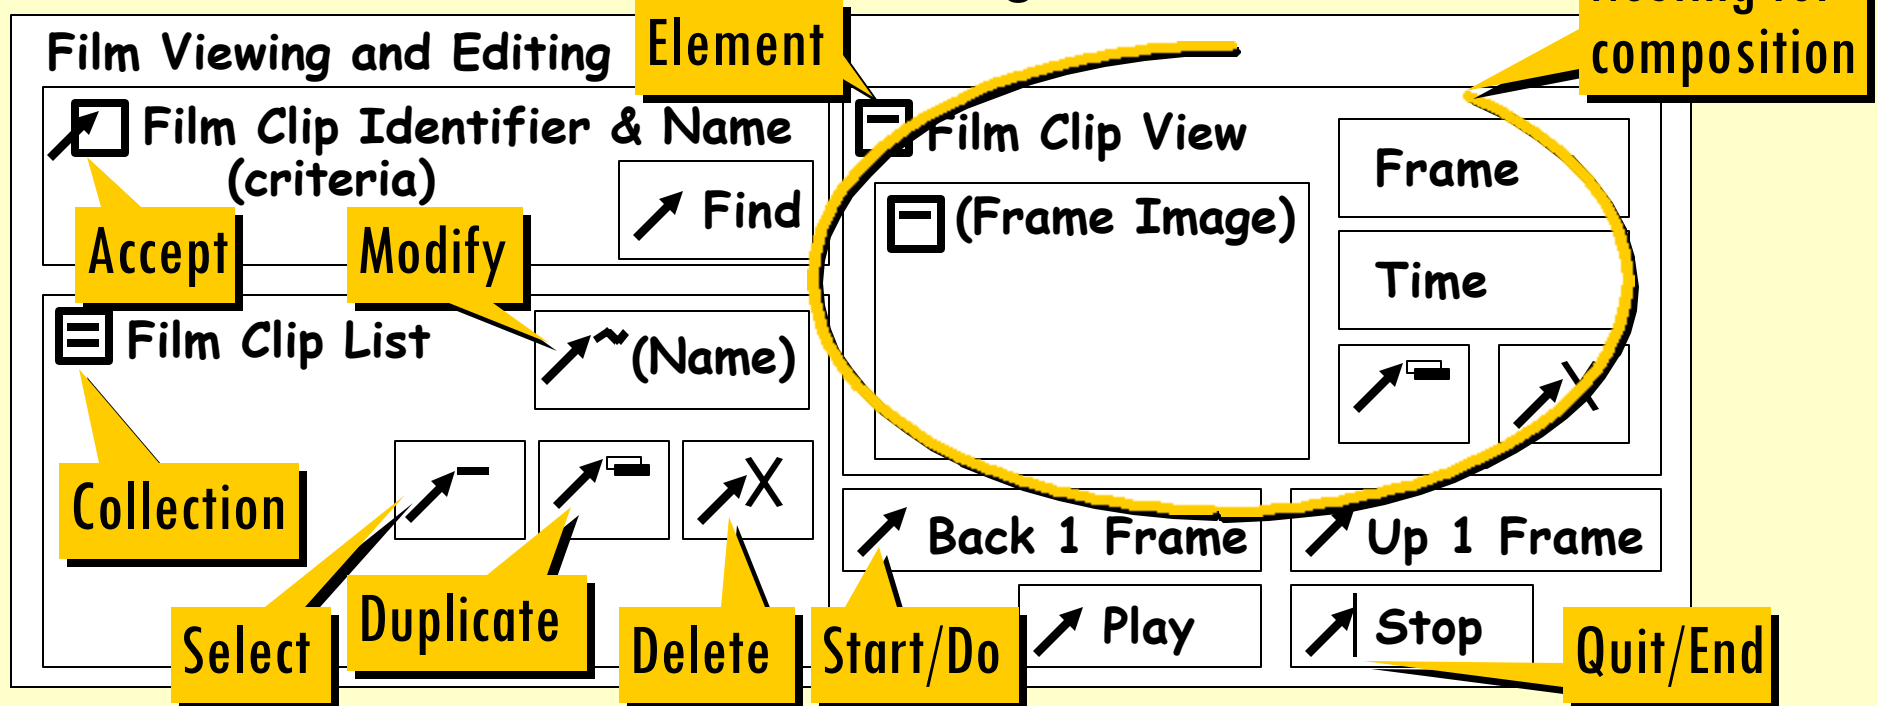 Element
composition
Film Viewing and Editing
Film Clip Identifier & Name
(criteria)
Find
Accept
Modify
Film Clip List
(Name)
X
Collection
Select
Duplicate
Delete
Start/Do
Film Clip View
(Frame Image)
Frame
Time
X
Back 1 Frame
Up 1 Frame
Play
Stop
Quit/End